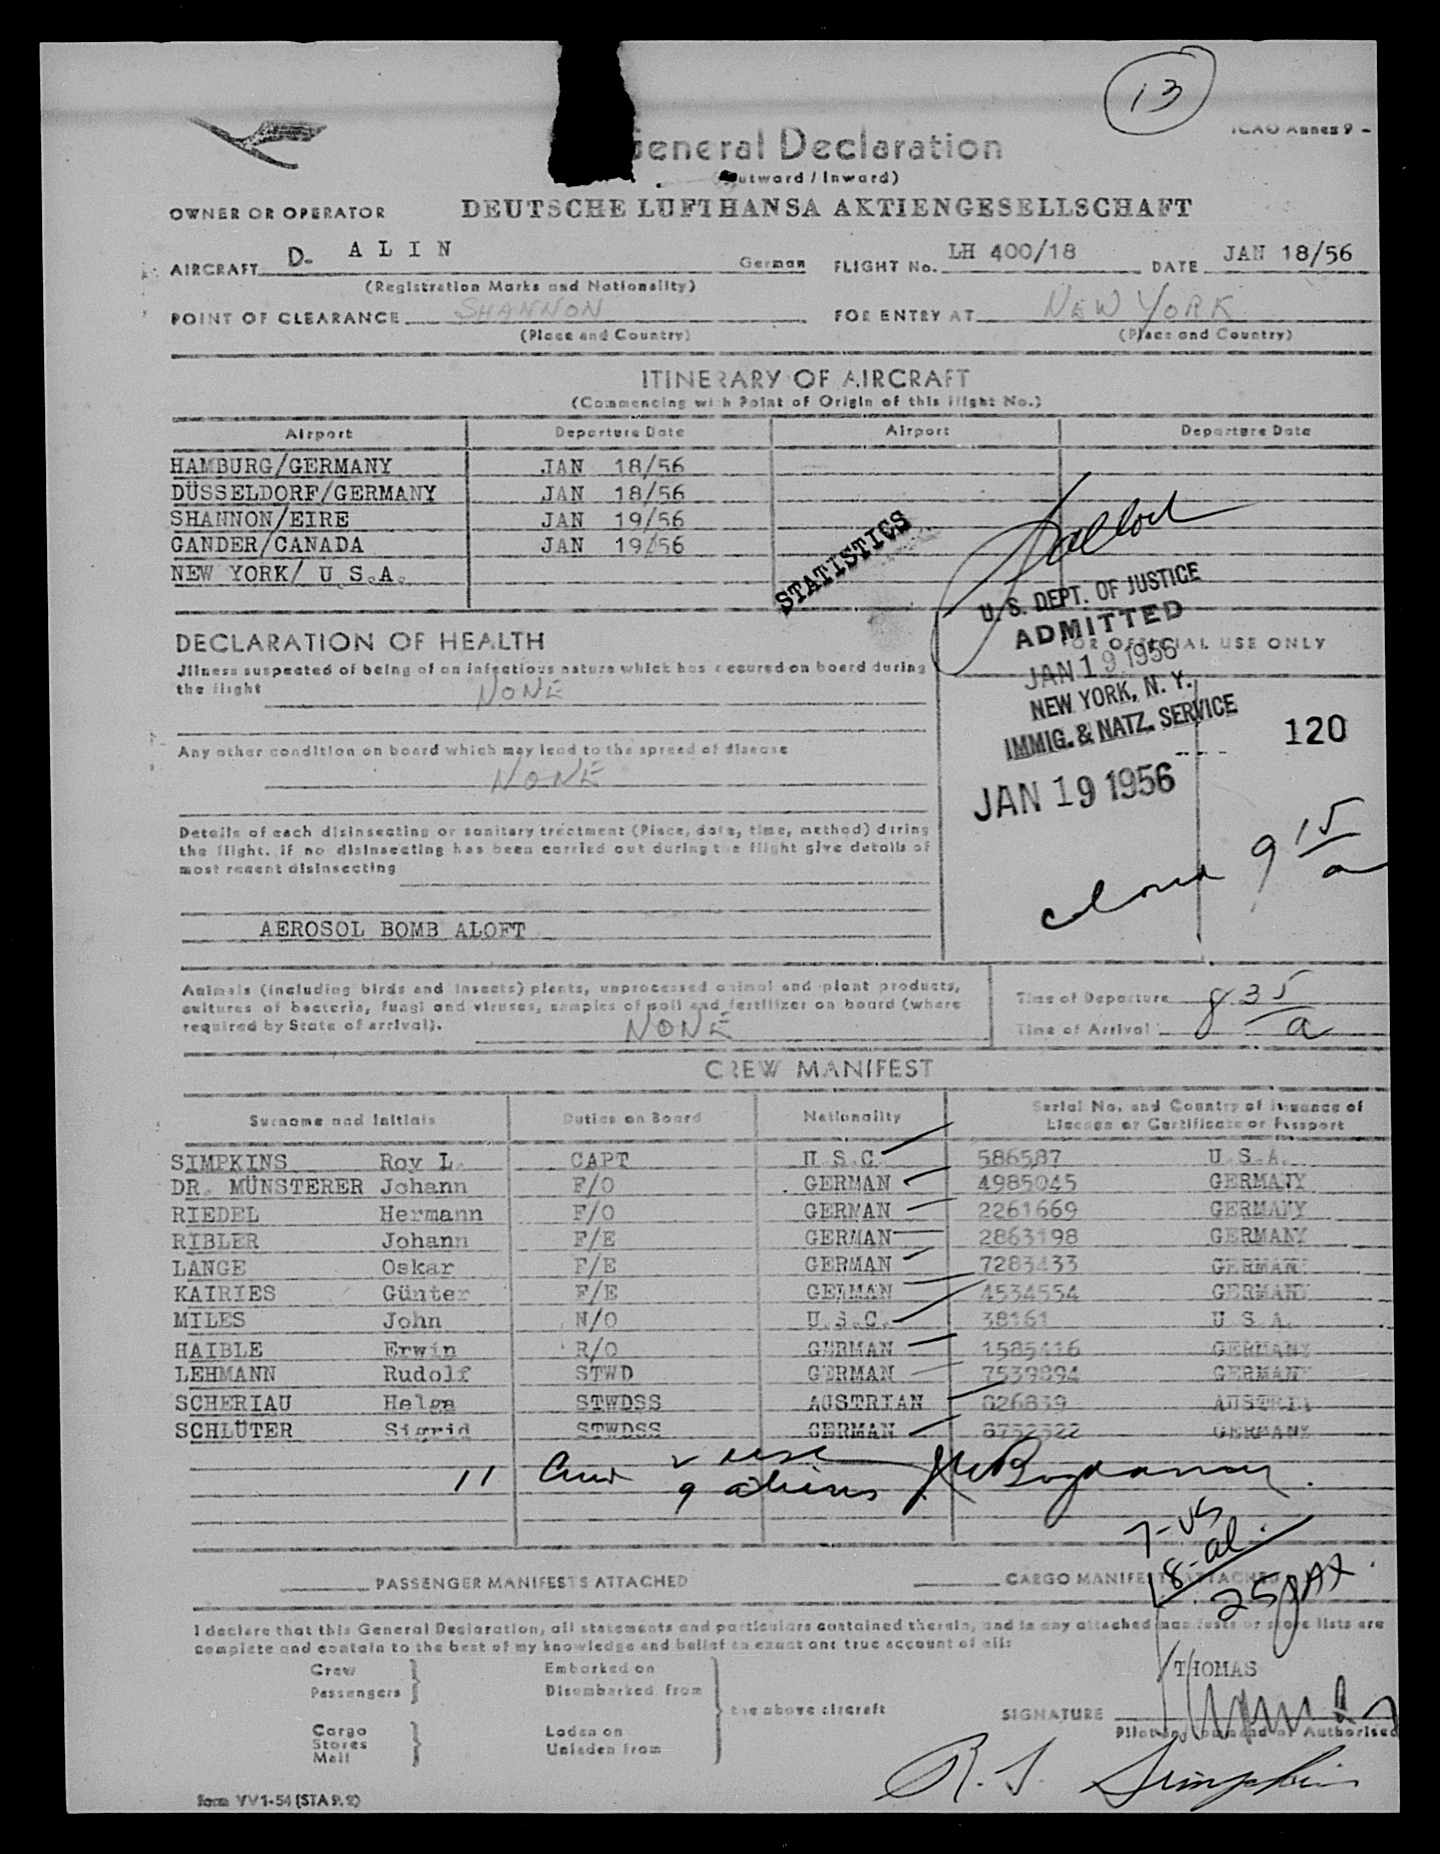 13
ICAO Annex 9 -
General Declaration
(Outward / Inward)
OWNER OR OPERATOR DEUTSCHE LUFTHANSA AKTIENGESELLSCHAFT
AIRCRAFT D- ALIN German FLIGHT No. LH 400/18 DATE JAN 18/56
(Registration Marks and Nationality)
POINT OF CLEARANCE SHANNON FOR ENTRY AT NEW YORK
(Place and Country) (Place and Country)
ITINERARY OF AIRCRAFT
(Commencing with Point of Origin of this flight No.)
Airport Departure Date Airport Departure Date
HAMBURG/GERMANY JAN 18/56
DÜSSELDORF/GERMANY JAN 18/56
SHANNON/EIRE JAN 19/56
GANDER/CANADA JAN 19/56
NEW YORK/ U.S.A.
STATISTICS
U. S. DEPT. OF JUSTICE
ADMITTED
JAN 19 1956
NEW YORK, N. Y.
IMMIG. & NATZ. SERVICE
JAN 19 1956
FOR OFFICIAL USE ONLY
120
9 15/a
DECLARATION OF HEALTH
Illness suspected of being of an infectious nature which has occured on board during
the flight NONE
Any other condition on board which may lead to the spread of disease
NONE
Details of each disinsecting or sanitary treatment (Place, date, time, method) during
the flight. If no disinsecting has been carried out during the flight give details of
most recent disinsecting
AEROSOL BOMB ALOFT
Animals (including birds and insects) plants, unprocessed animal and plant products,
cultures of bacteria, fungi and viruses, samples of soil and fertilizer on board (where
required by State of arrival). NONE
Time of Departure
Time of Arrival 8 35/a
CREW MANIFEST
Surname and Initials Duties on Board Nationality Serial No. and Country of Issuance of
License or Certificate or Passport
SIMPKINS Roy L. CAPT U.S.C. 586587 U.S.A.
DR. MÜNSTERER Johann F/O GERMAN 4985045 GERMANY
RIEDEL Hermann F/O GERMAN 2261669 GERMANY
RIBLER Johann F/E GERMAN 2863198 GERMANY
LANGE Oskar F/E GERMAN 7283433 GERMANY
KAIRIES Günter F/E GERMAN 4534554 GERMANY
MILES John N/O U.S.C. 38161 U.S.A.
HAIBLE Erwin R/O GERMAN 1585416 GERMANY
LEHMANN Rudolf STWD GERMAN 7539894 GERMANY
SCHERIAU Helga STWDSS AUSTRIAN 626839 AUSTRIA
SCHLÜTER Sigrid STWDSS GERMAN 6732322 GERMANY
11 Crew 2 usc
9 aliens
7-US
18-al.
25 PAX
PASSENGER MANIFESTS ATTACHED CARGO MANIFESTS ATTACHED
I declare that this General Declaration, all statements and particulars contained therein, and in any attached manifests or store lists are
complete and contain to the best of my knowledge and belief an exact and true account of all:
Crew Embarked on
Passengers Disembarked from
the above aircraft
Cargo Laden on
Stores Unladen from
Mail
THOMAS
SIGNATURE
Pilot in command or Authorised
R. L. Simpkins
Form VV1-54 (STA P. 2)